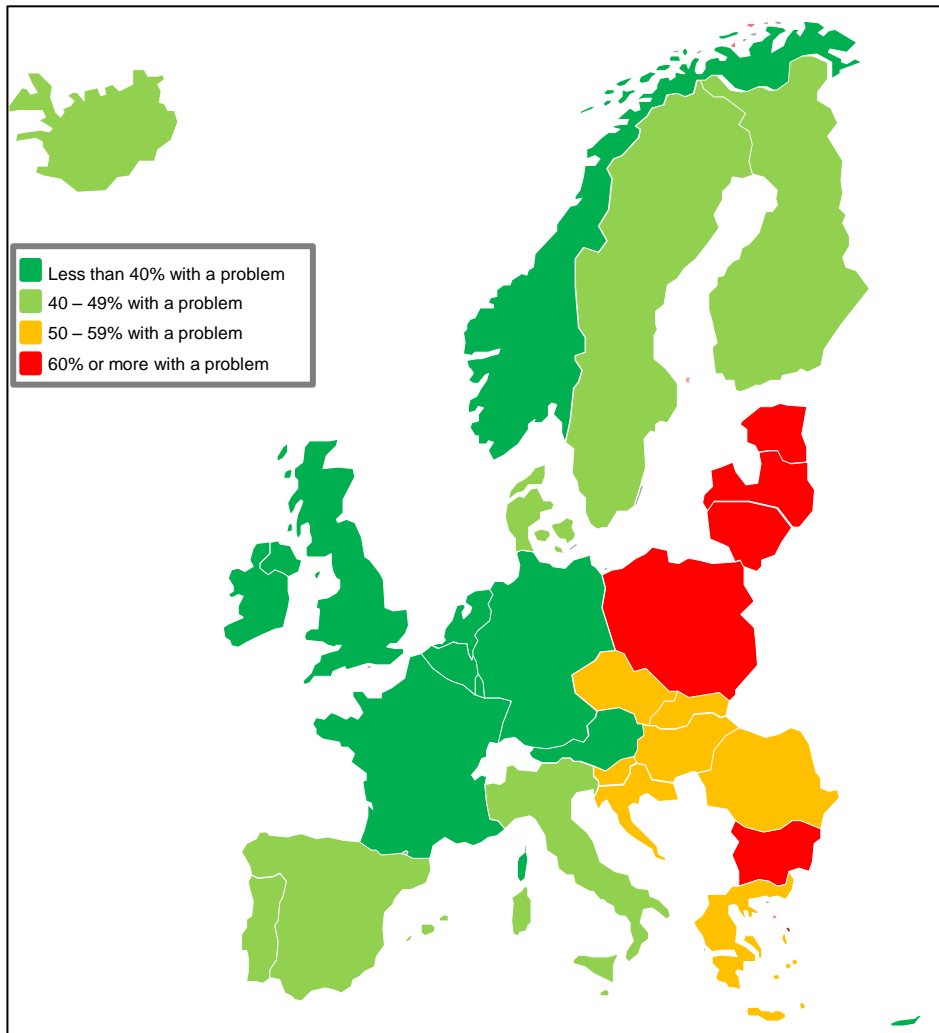 Less than 40% with a problem
40 – 49% with a problem
50 – 59% with a problem
60% or more with a problem